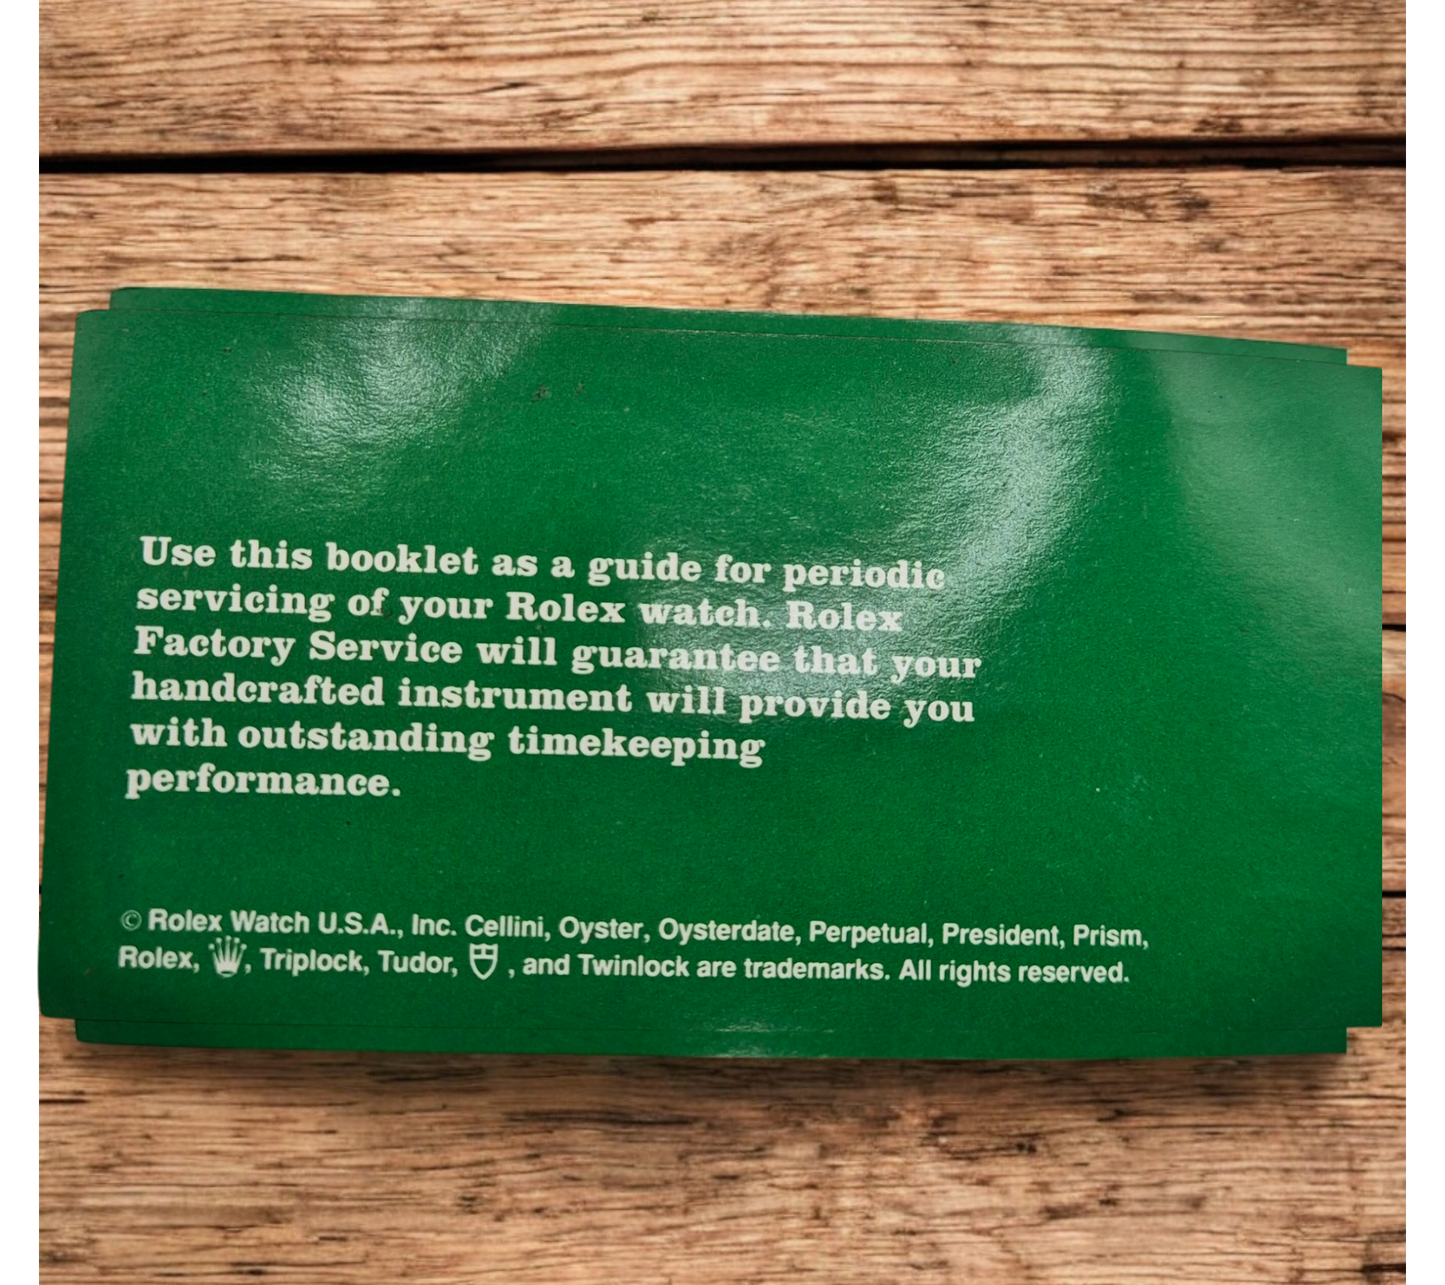 Use this booklet as a guide for periodic
servicing of your Rolex watch. Rolex
Factory Service will guarantee that your
handcrafted instrument will provide you
with outstanding timekeeping
performance.
© Rolex Watch U.S.A., Inc. Cellini, Oyster, Oysterdate, Perpetual, President, Prism,
Rolex, , Triplock, Tudor, , and Twinlock are trademarks. All rights reserved.